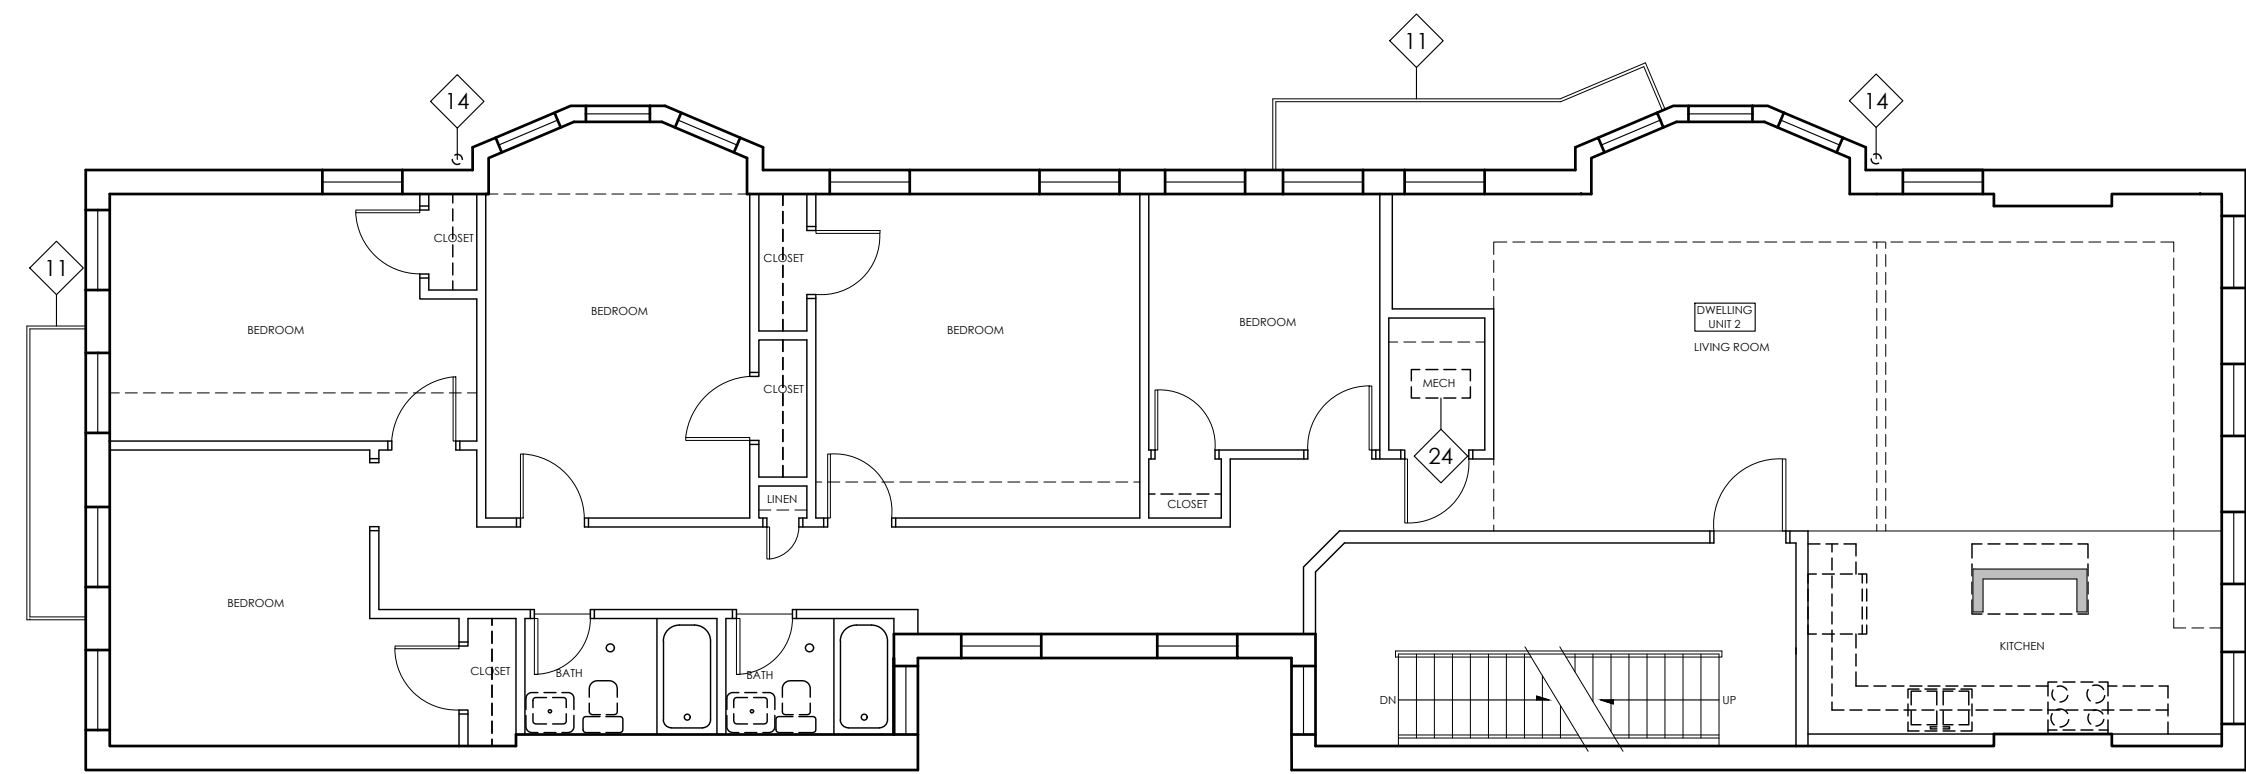 11
14
14
CLOSET
CLOSET
11
BEDROOM
DWELLING
UNIT 2
BEDROOM
BEDROOM
BEDROOM
LIVING ROOM
MECH
CLOSET
24
LINEN
CLOSET
BEDROOM
KITCHEN
CLOSET
BATH
BATH
DN
UP